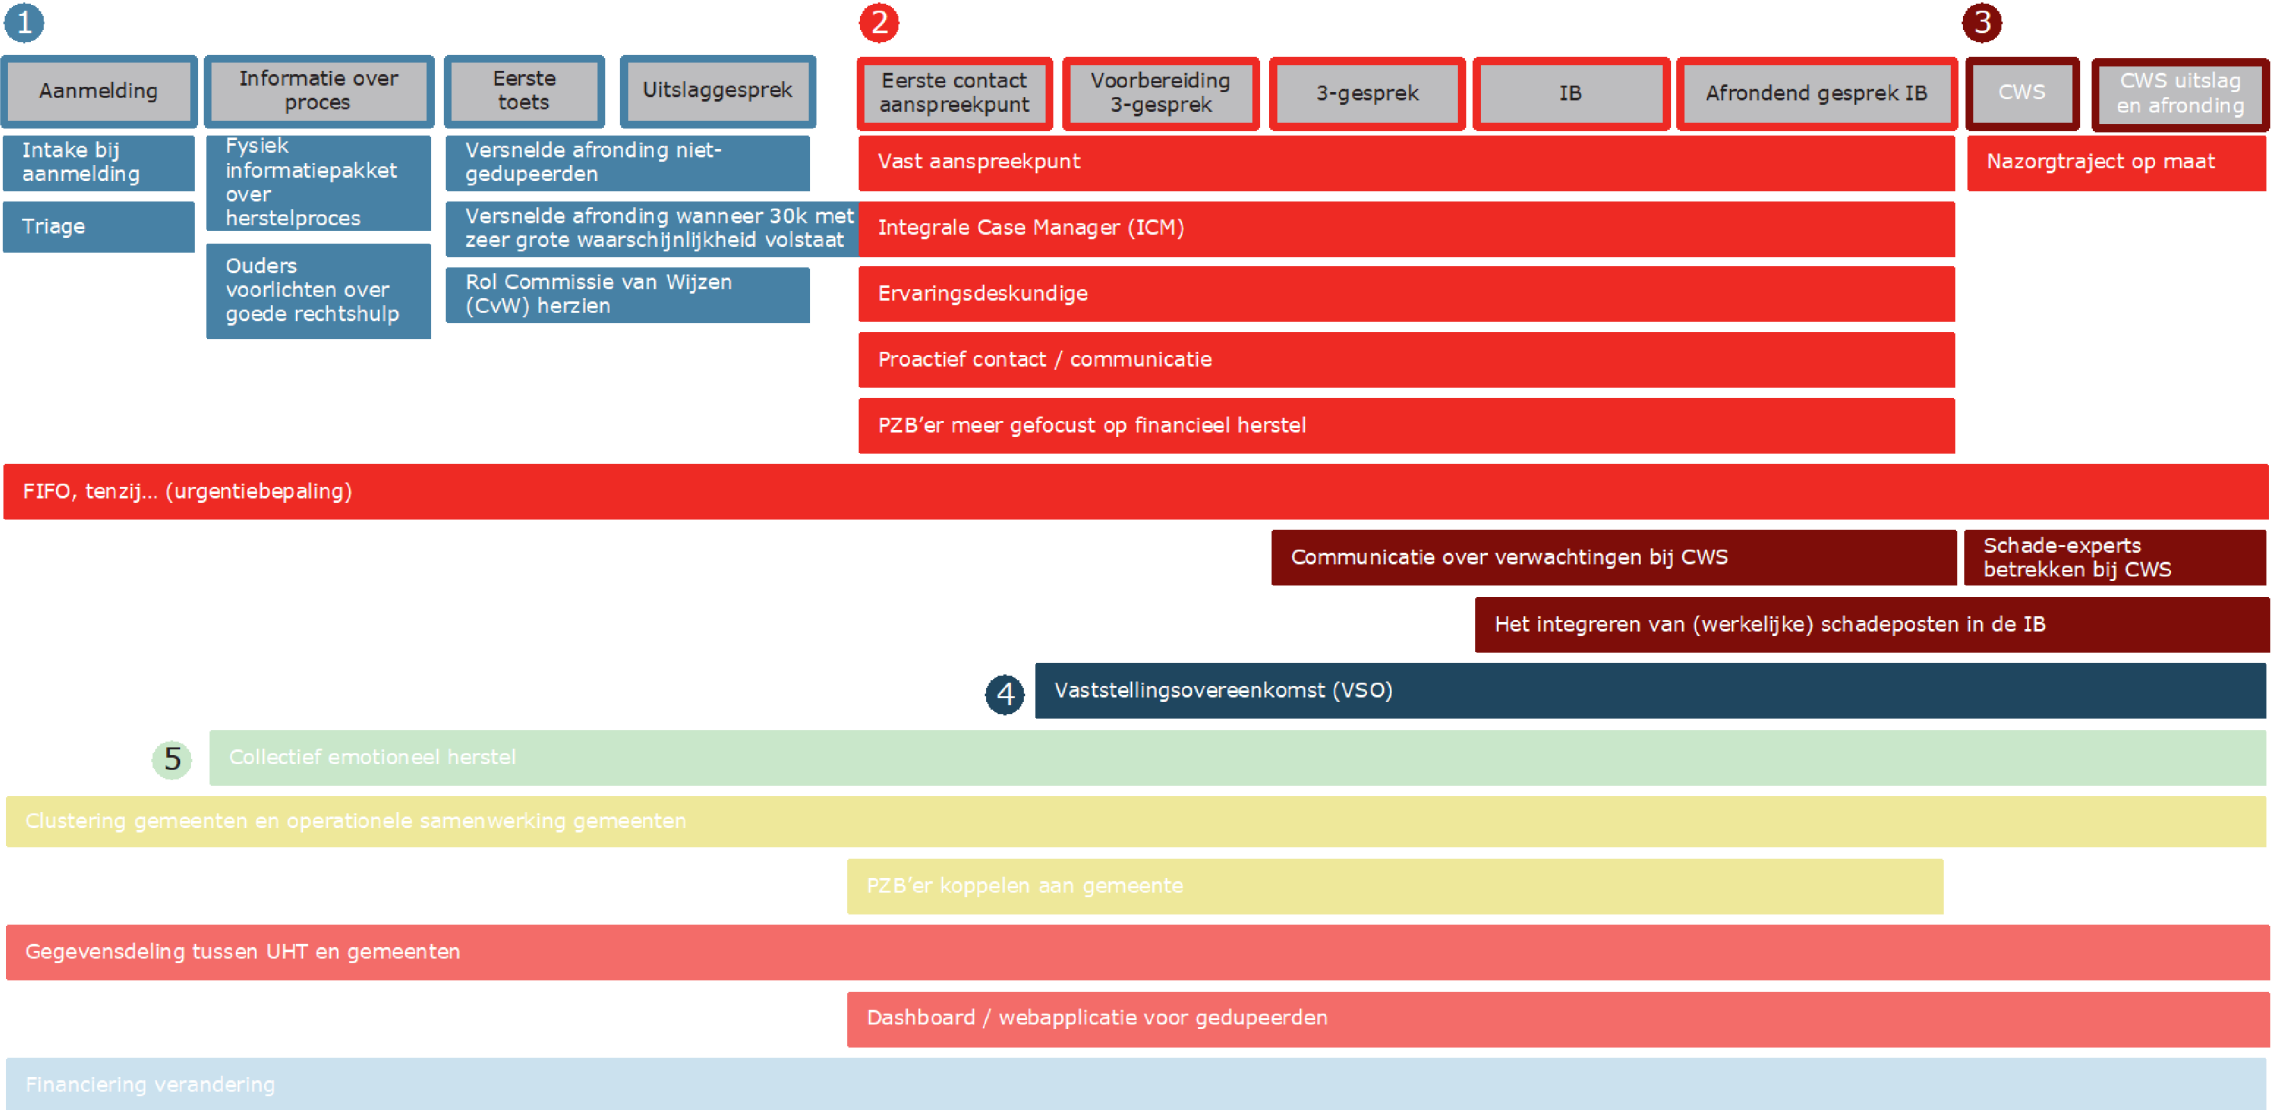 1
2
3
Aanmelding
Informatie over
proces
Eerste
toets
Uitslaggesprek
Eerste contact
aanspreekpunt
Voorbereiding
3-gesprek
3-gesprek
IB
Afrondend gesprek IB
CWS
CWS uitslag
en afronding
Intake bij
aanmelding
Triage
Fysiek
informatiepakket
over
herstelproces
Ouders
voorlichten over
goede rechtshulp
Versnelde afronding niet-
gedupeerden
Versnelde afronding wanneer 30k met
zeer grote waarschijnlijkheid volstaat
Rol Commissie van Wijzen
(CvW) herzien
Vast aanspreekpunt
Nazorgtraject op maat
Integrale Case Manager (ICM)
Ervaringsdeskundige
Proactief contact / communicatie
PZB’er meer gefocust op financieel herstel
FIFO, tenzij... (urgentiebepaling)
Communicatie over verwachtingen bij CWS
Schade-experts
betrekken bij CWS
Het integreren van (werkelijke) schadeposten in de IB
4
Vaststellingsovereenkomst (VSO)
5
Collectief emotioneel herstel
Clustering gemeenten en operationele samenwerking gemeenten
PZB’er koppelen aan gemeente
Gegevensdeling tussen UHT en gemeenten
Dashboard / webapplicatie voor gedupeerden
Financiering verandering